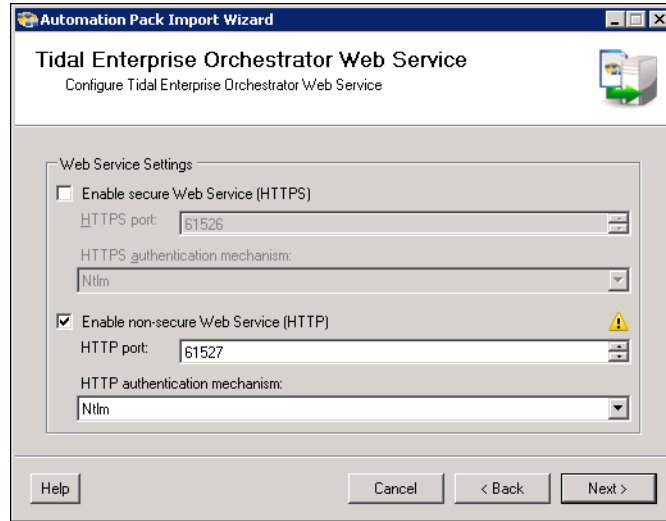 Automation Pack Import Wizard
Tidal Enterprise Orchestrator Web Service
Configure Tidal Enterprise Orchestrator Web Service
Web Service Settings
Enable secure Web Service (HTTPS)
HTTPS port: 61526
HTTPS authentication mechanism:
Ntlm
Enable non-secure Web Service (HTTP)
HTTP port: 61527
HTTP authentication mechanism:
Ntlm
Help Cancel < Back Next >